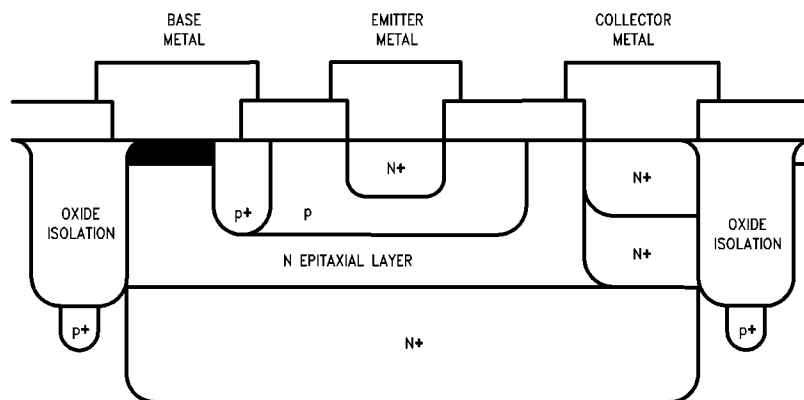 BASE
METAL
EMITTER
METAL
COLLECTOR
METAL
N+
N+
OXIDE
ISOLATION
p+
p
OXIDE
ISOLATION
N EPITAXIAL LAYER
N+
p+
N+
p+